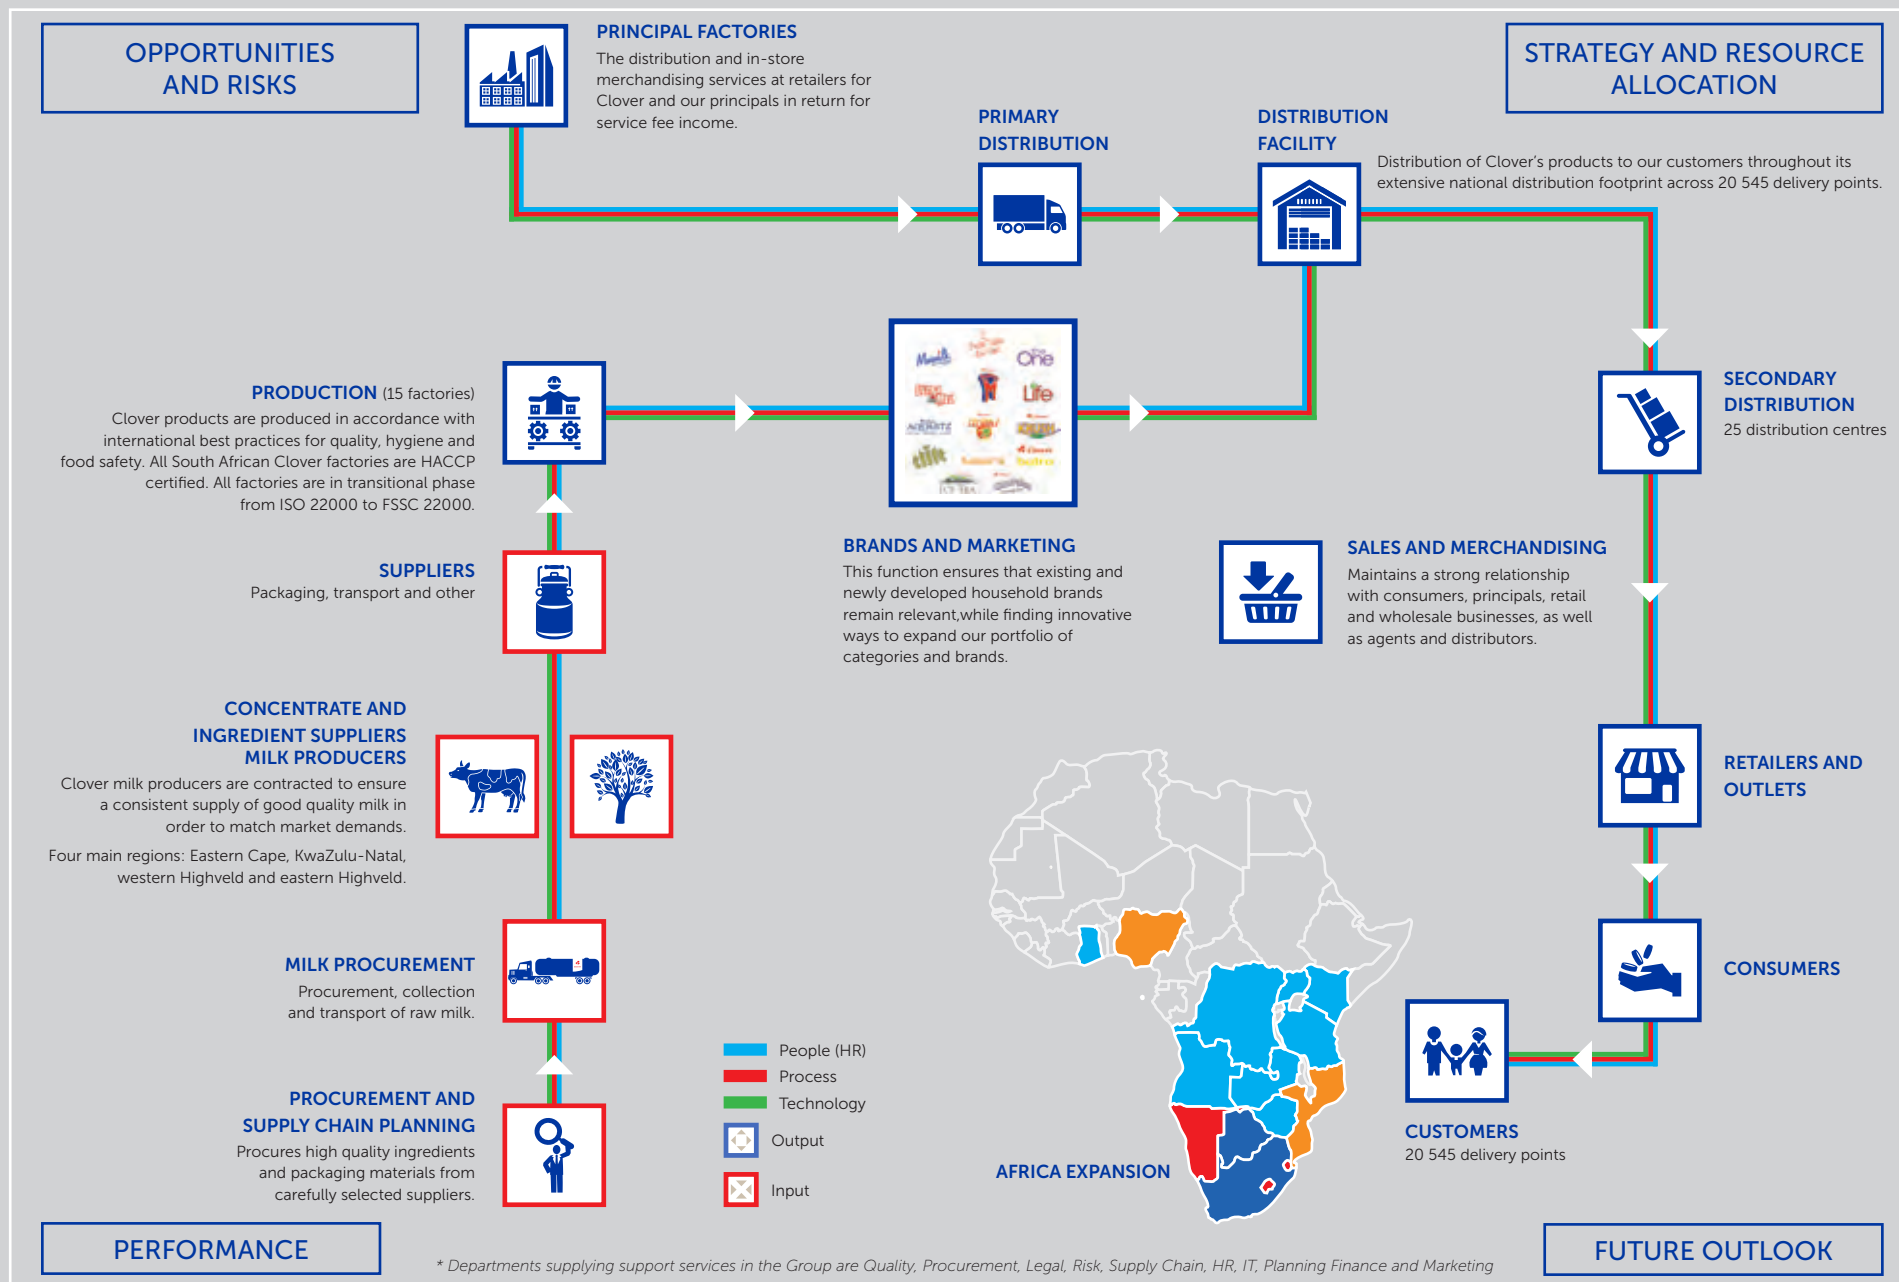 OPPORTUNITIES
AND RISKS
PRINCIPAL FACTORIES
The distribution and in-store
merchandising services at retailers for
Clover and our principals in return for
service fee income.
STRATEGY AND RESOURCE
ALLOCATION
PRIMARY
DISTRIBUTION
DISTRIBUTION
FACILITY
Distribution of Clover's products to our customers throughout its
extensive national distribution footprint across 20 545 delivery points.
PRODUCTION (15 factories)
Clover products are produced in accordance with
international best practices for quality, hygiene and
food safety. All South African Clover factories are HACCP
certified. All factories are in transitional phase
from ISO 22000 to FSSC 22000.
One
Life
SECONDARY
DISTRIBUTION
25 distribution centres
SUPPLIERS
Packaging, transport and other
BRANDS AND MARKETING
This function ensures that existing and
newly developed household brands
remain relevant,while finding innovative
ways to expand our portfolio of
categories and brands.
SALES AND MERCHANDISING
Maintains a strong relationship
with consumers, principals, retail
and wholesale businesses, as well
as agents and distributors.
CONCENTRATE AND
INGREDIENT SUPPLIERS
MILK PRODUCERS
Clover milk producers are contracted to ensure
a consistent supply of good quality milk in
order to match market demands.
Four main regions: Eastern Cape, KwaZulu-Natal,
western Highveld and eastern Highveld.
RETAILERS AND
OUTLETS
MILK PROCUREMENT
Procurement, collection
and transport of raw milk.
CONSUMERS
People (HR)
Process
Technology
Output
Input
PROCUREMENT AND
SUPPLY CHAIN PLANNING
Procures high quality ingredients
and packaging materials from
carefully selected suppliers.
AFRICA EXPANSION
CUSTOMERS
20 545 delivery points
PERFORMANCE
* Departments supplying support services in the Group are Quality, Procurement, Legal, Risk, Supply Chain, HR, IT, Planning Finance and Marketing
FUTURE OUTLOOK